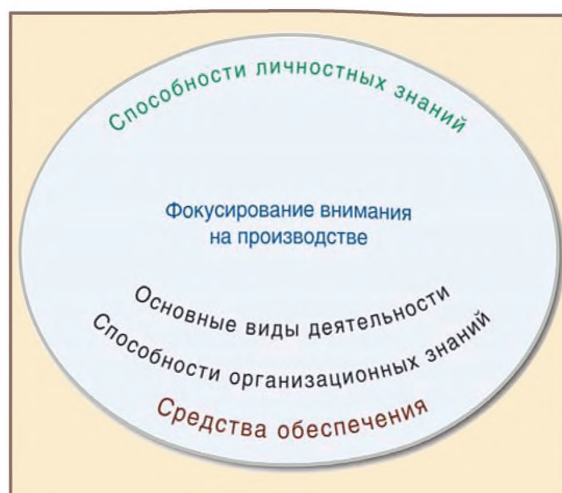 Способности личностных знаний
Фокусирование внимания
на производстве
Основные виды деятельности
Способности организационных знаний
Средства обеспечения